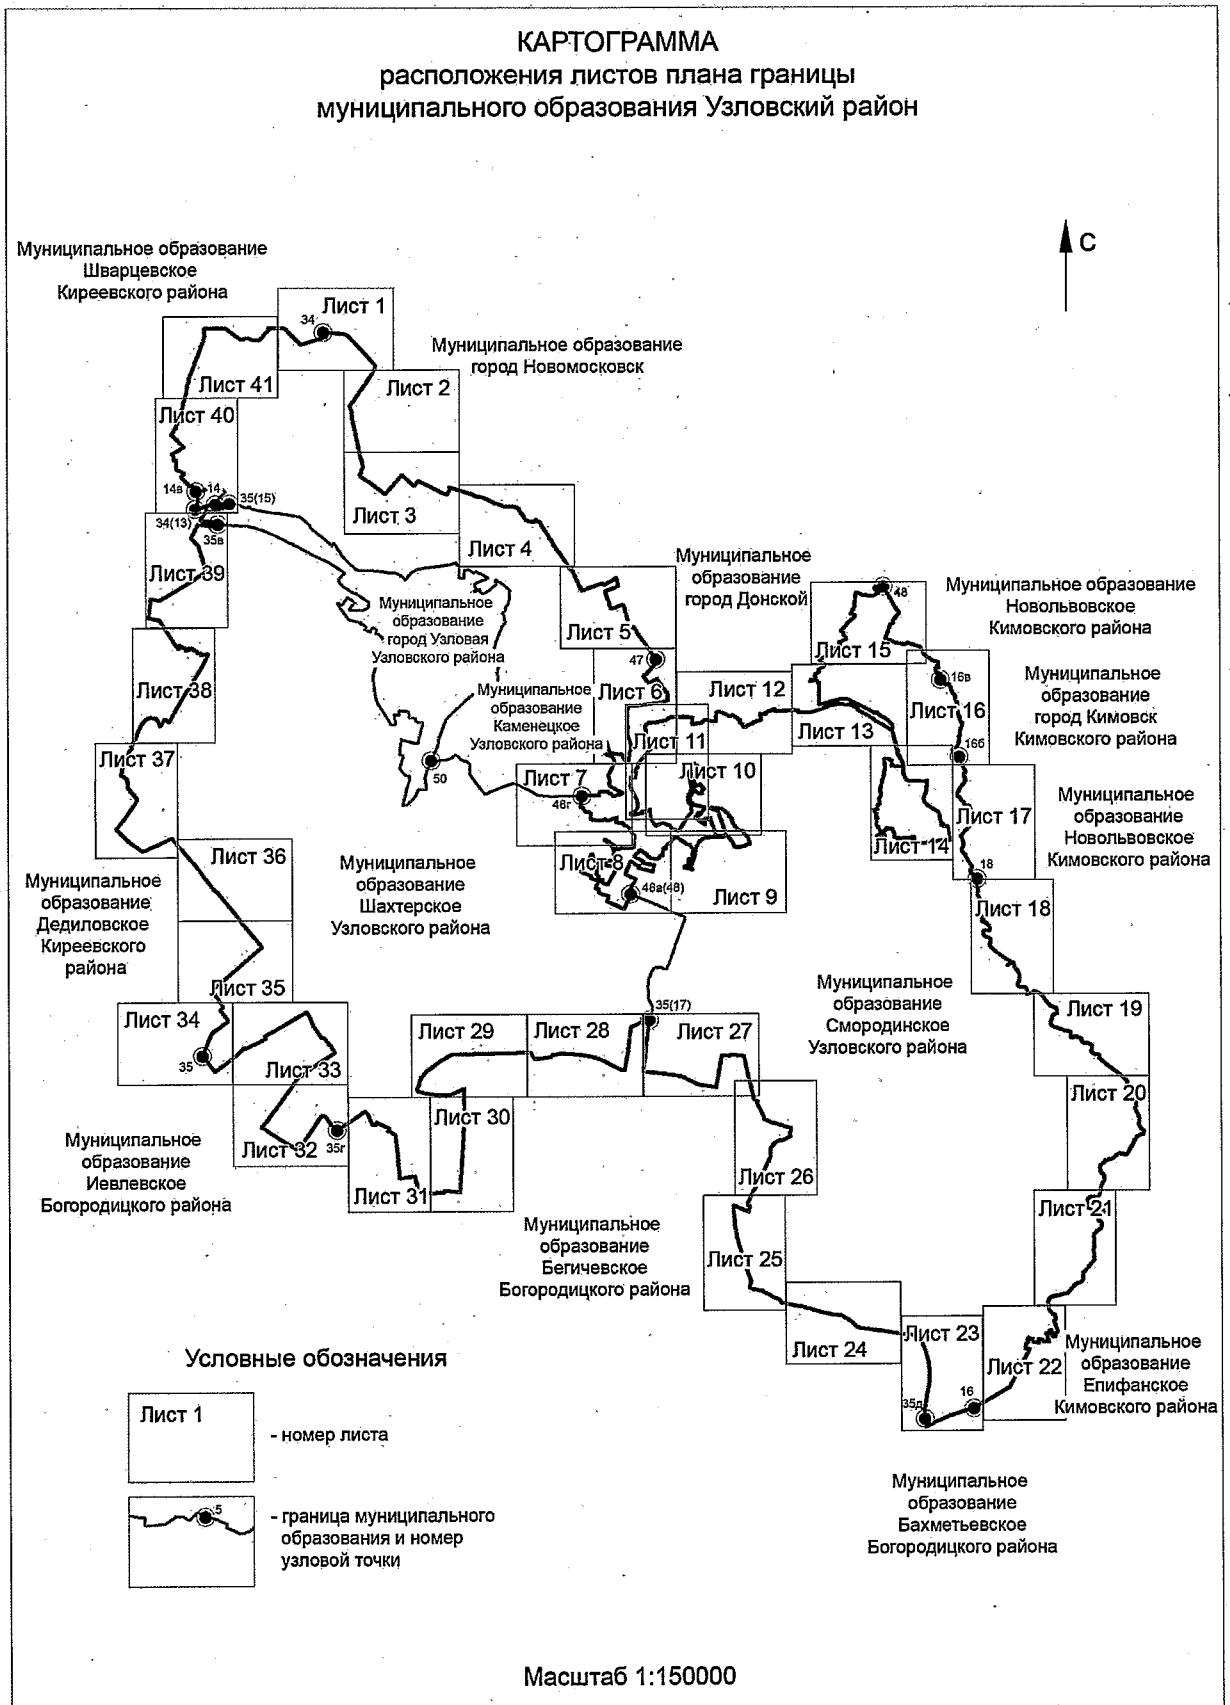 КАРТОГРАММА
расположения листов плана границы
муниципального образования Узловский район
С
Муниципальное образование
Шварцевское
Киреевского района
Лист 1
34
Муниципальное образование
город Новомосковск
Лист 41
Лист 2
Лист 40
14в
14
35(15)
34(13)
35в
Лист 3
Лист 4
Лист 39
Муниципальное
образование
город Донской
48
Муниципальное образование
Новольвовское
Кимовского района
Муниципальное
образование
город Узловая
Узловского района
Лист 5
47
Лист 15
Лист 38
Лист 6
Лист 12
16в
Лист 16
Муниципальное
образование
город Кимовск
Кимовского района
Муниципальное
образование
Каменецкое
Узловского района
Лист 11
Лист 13
16б
Лист 37
50
Лист 7
48г
Лист 10
Лист 17
Муниципальное
образование
Новольвовское
Кимовского района
Лист 14
Лист 36
Муниципальное
образование
Шахтерское
Узловского района
Лист 8
48а(48)
Лист 9
18
Лист 18
Муниципальное
образование
Дедиловское
Киреевского
района
Лист 35
Муниципальное
образование
Смородинское
Узловского района
Лист 34
35
Лист 33
Лист 29
Лист 28
35(17)
Лист 27
Лист 19
Лист 20
Лист 32
35г
Лист 30
Лист 31
Лист 26
Муниципальное
образование
Иевлевское
Богородицкого района
Лист 21
Муниципальное
образование
Бегичевское
Богородицкого района
Лист 25
Лист 24
Лист 23
35д
16
Лист 22
Муниципальное
образование
Епифанское
Кимовского района
Условные обозначения
Лист 1
- номер листа
5
- граница муниципального
образования и номер
узловой точки
Муниципальное
образование
Бахметьевское
Богородицкого района
Масштаб 1:150000